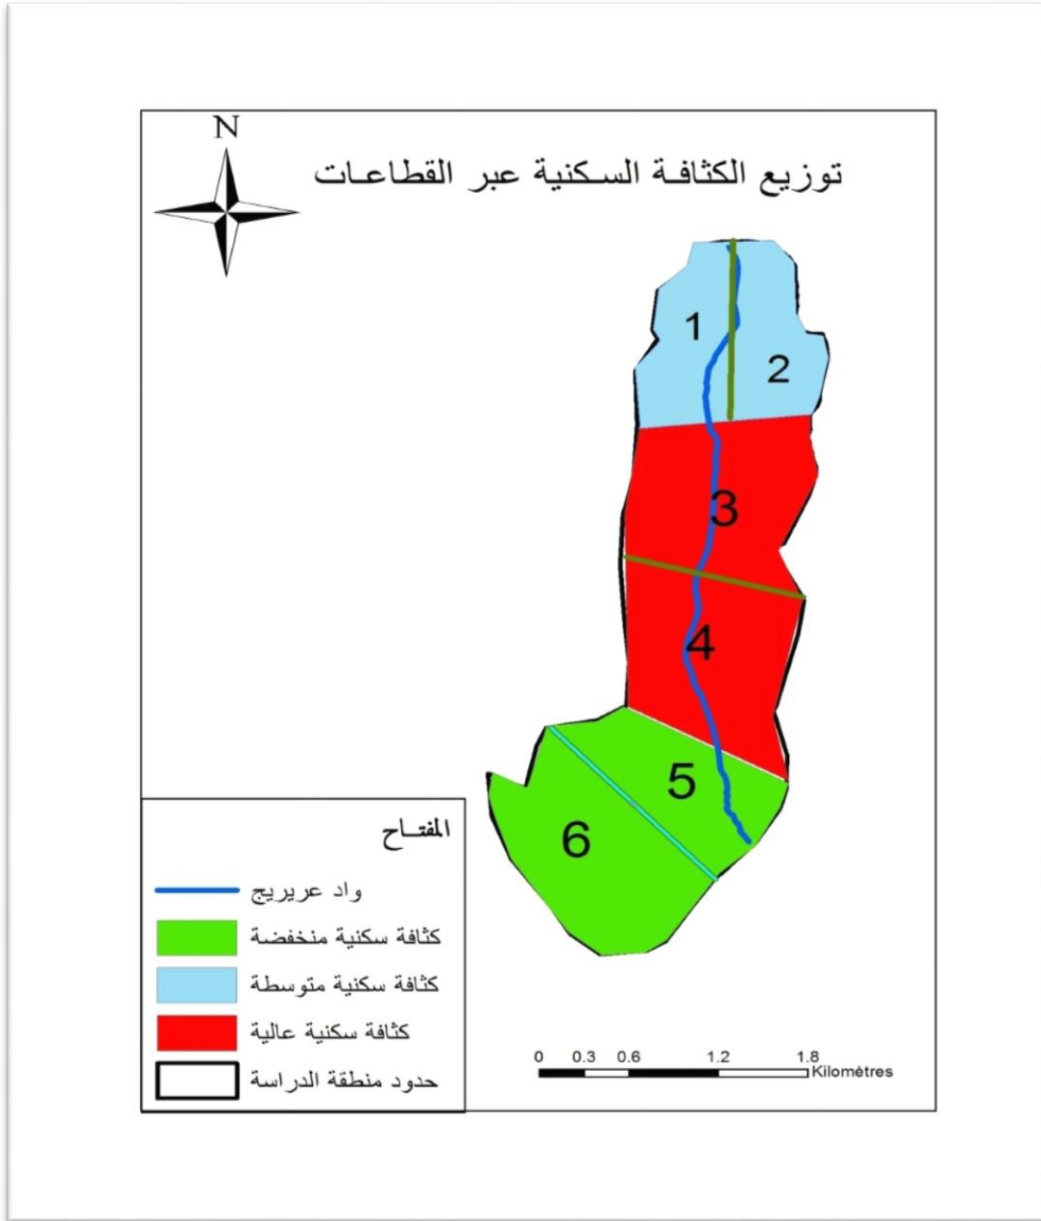 N
توزيع الكثافة السكنية عبر القطاعات
1
2
3
4
5
6
المفتاح
واد عريريج
كثافة سكنية منخفضة
كثافة سكنية متوسطة
كثافة سكنية عالية
حدود منطقة الدراسة
0 0.3 0.6 1.2 1.8
Kilomètres